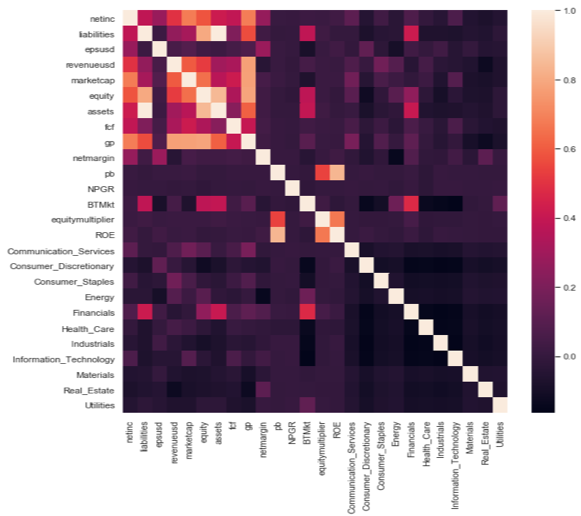 netinc
liabilities
epsusd
revenueusd
marketcap
equity
assets
fcf
gp
netmargin
pb
NPGR
BTMkt
equitymultiplier
ROE
Communication_Services
Consumer_Discretionary
Consumer_Staples
Energy
Financials
Health_Care
Industrials
Information_Technology
Materials
Real_Estate
Utilities
netinc
liabilities
epsusd
revenueusd
marketcap
equity
assets
fcf
gp
netmargin
pb
NPGR
BTMkt
equitymultiplier
ROE
Communication_Services
Consumer_Discretionary
Consumer_Staples
Energy
Financials
Health_Care
Industrials
Information_Technology
Materials
Real_Estate
Utilities
1.0
0.8
0.6
0.4
0.2
0.0